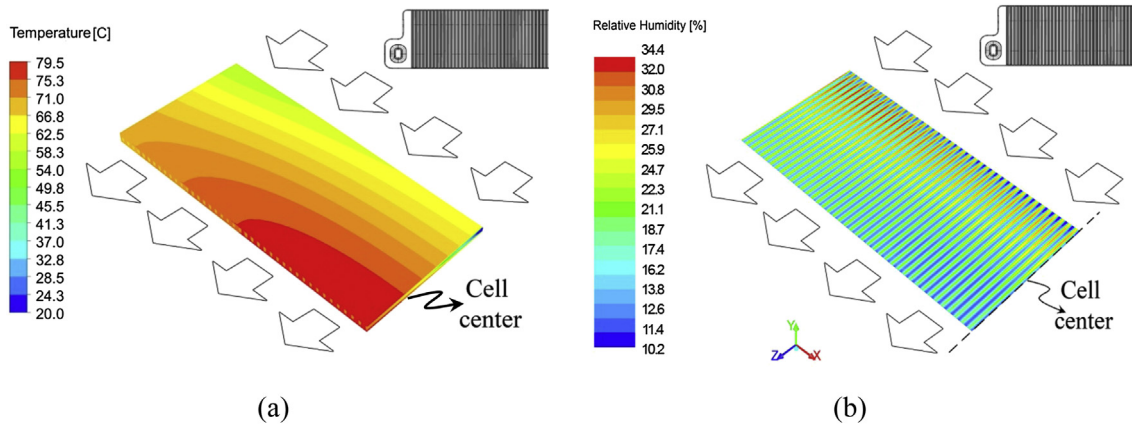 Temperature [C]
79.5
75.3
71.0
66.8
62.5
58.3
54.0
49.8
45.5
41.3
37.0
32.8
28.5
24.3
20.0
Cell
center
(a)
Relative Humidity [%]
34.4
32.0
30.8
29.5
27.1
25.9
24.7
22.3
21.1
18.7
17.4
16.2
13.8
12.6
11.4
10.2
Y
Z
X
Cell
center
(b)